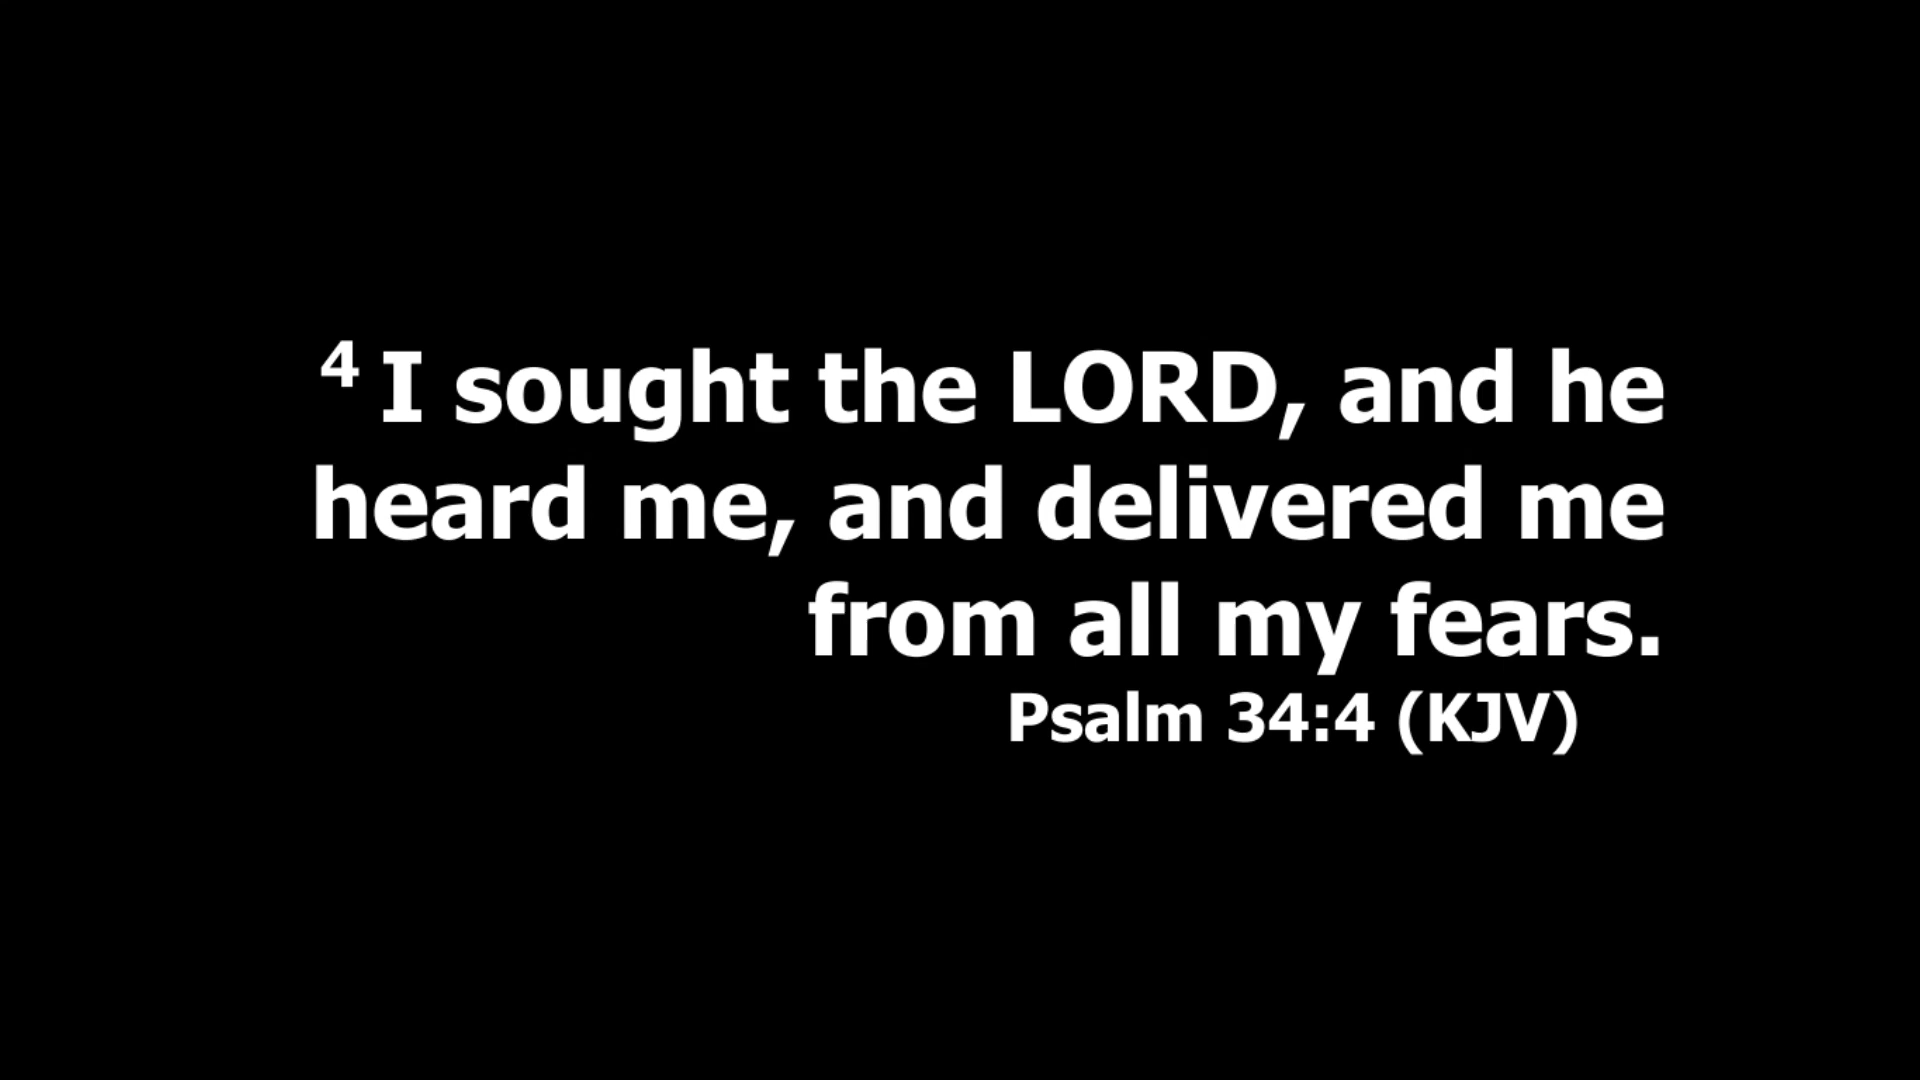 4 I sought the LORD, and he
heard me, and delivered me
from all my fears.
Psalm 34:4 (KJV)